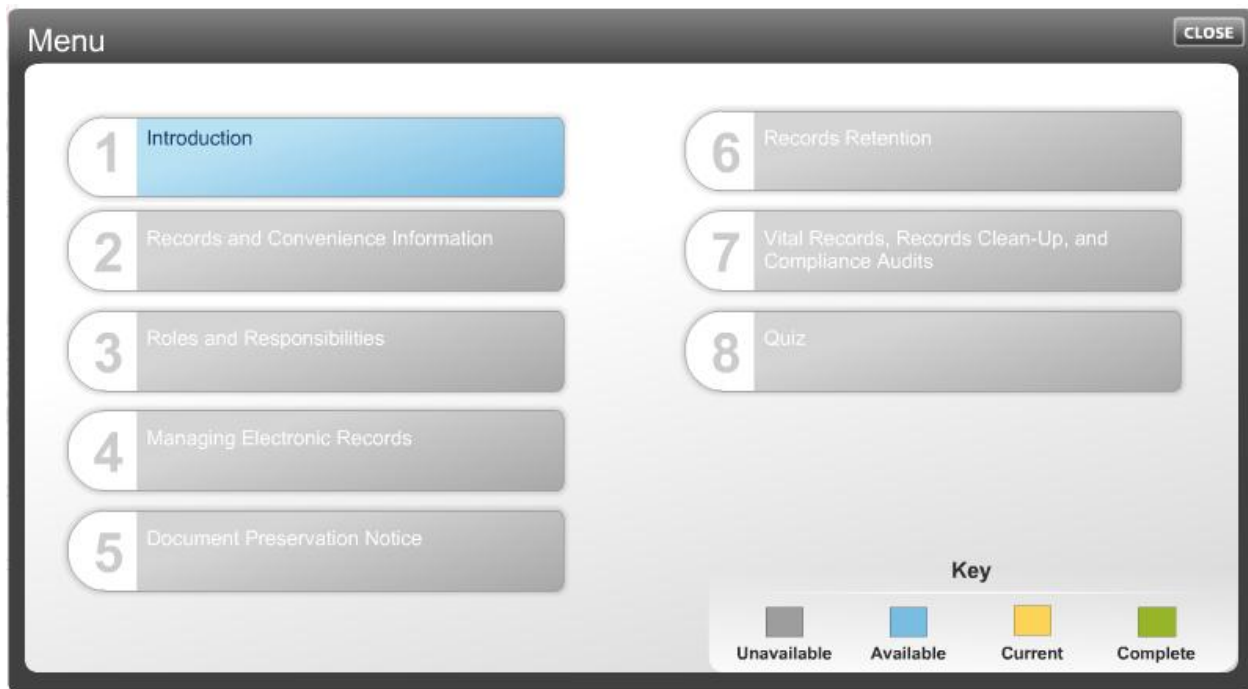 Menu
CLOSE
1
Introduction
2
Records and Convenience Information
3
Roles and Responsibilities
4
Managing Electronic Records
5
Document Preservation Notice
6
Records Retention
7
Vital Records, Records Clean-Up, and
Compliance Audits
8
Quiz
Key
Unavailable
Available
Current
Complete